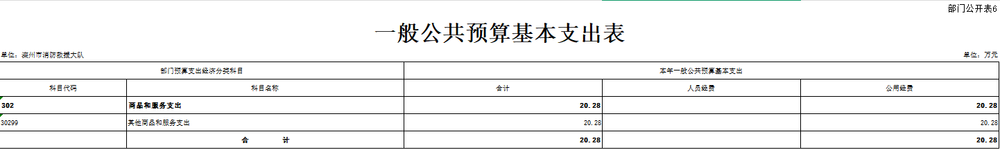 部门公开表6
一般公共预算基本支出表
单位：滦州市消防救援大队 单位：万元
部门预算支出经济分类科目 本年一般公共预算基本支出
科目代码 科目名称 合计 人员经费 公用经费
302 商品和服务支出 20.28 20.28
30299 其他商品和服务支出 20.28 20.28
合 计 20.28 20.28